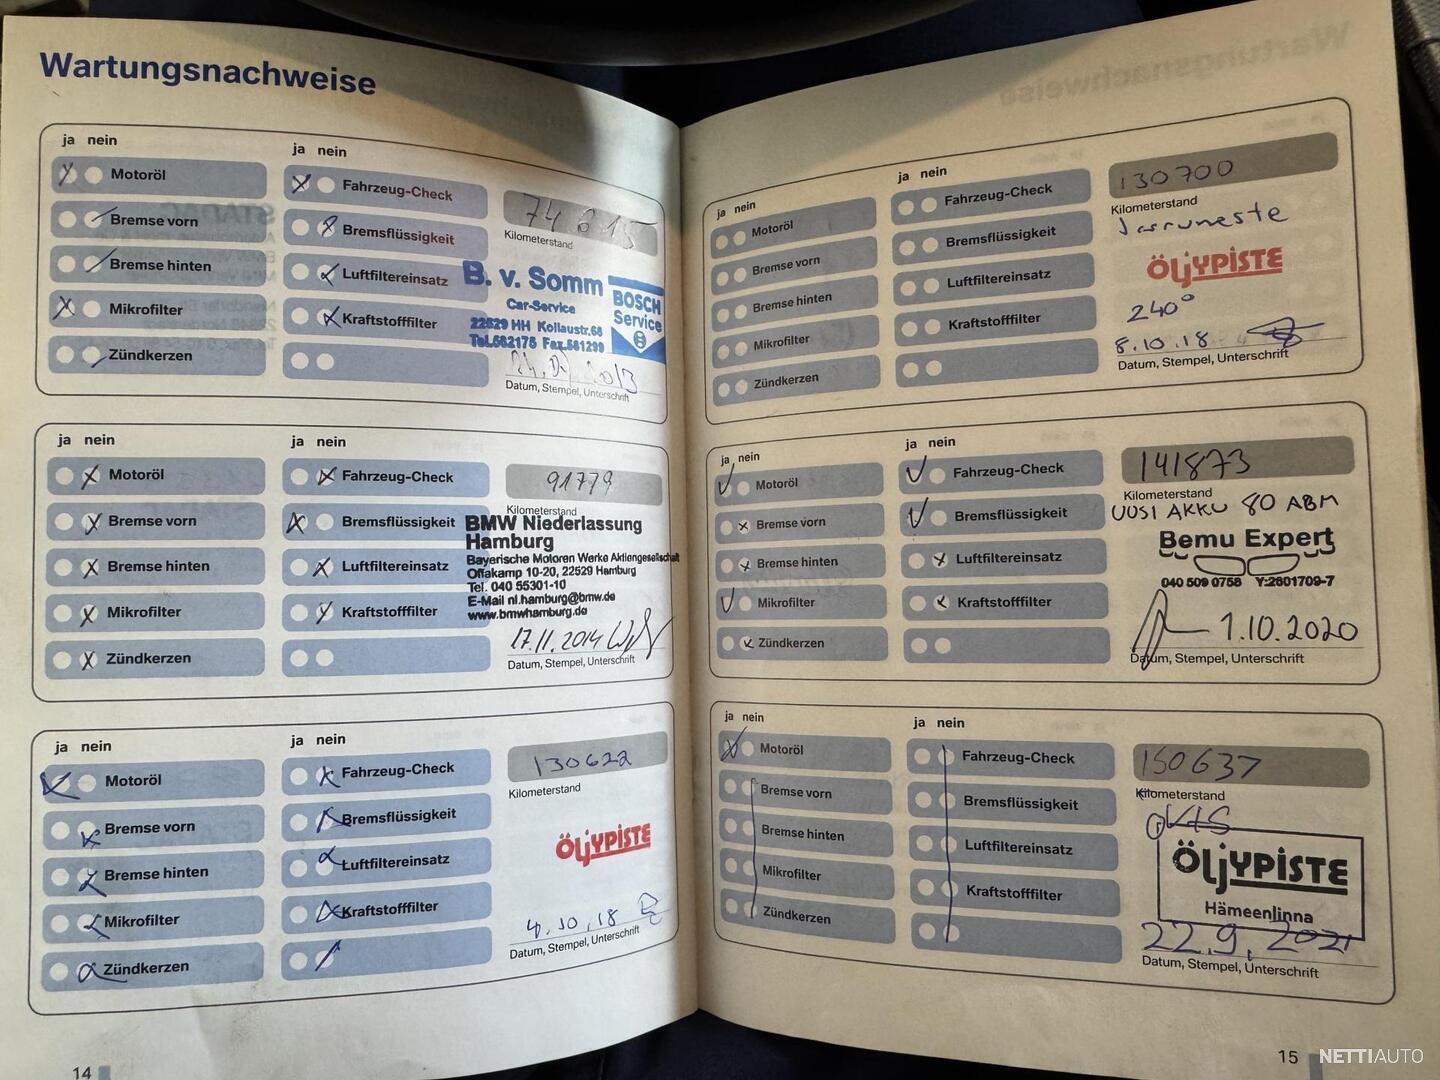 Wartungsnachweise
ja nein
Motoröl
Bremse vorn
Bremse hinten
Mikrofilter
Zündkerzen
ja nein
Fahrzeug-Check
Bremsflüssigkeit
Luftfiltereinsatz
Kraftstofffilter
74 615
Kilometerstand
B. v. Somm
Car-Service
22529 HH Kollaustr.68
BOSCH
Service
Datum, Stempel, Unterschrift
ja nein
Motoröl
Bremse vorn
Bremse hinten
Mikrofilter
Zündkerzen
ja nein
Fahrzeug-Check
Bremsflüssigkeit
Luftfiltereinsatz
Kraftstofffilter
91779
Kilometerstand
BMW Niederlassung
Hamburg
Bayerische Motoren Werke Aktiengesellschaft
Offakamp 10-20, 22529 Hamburg
Tel. 040 55301-10
E-Mail nl.hamburg@bmw.de
www.bmwhamburg.de
17.11.2014
Datum, Stempel, Unterschrift
ja nein
Motoröl
Bremse vorn
Bremse hinten
Mikrofilter
Zündkerzen
ja nein
Fahrzeug-Check
Bremsflüssigkeit
Luftfiltereinsatz
Kraftstofffilter
130622
Kilometerstand
ÖLJYPISTE
4.10.18
Datum, Stempel, Unterschrift
14
ja nein
Motoröl
Bremse vorn
Bremse hinten
Mikrofilter
Zündkerzen
ja nein
Fahrzeug-Check
Bremsflüssigkeit
Luftfiltereinsatz
Kraftstofffilter
130700
Kilometerstand
Jarruneste
ÖLJYPISTE
240°
8.10.18
Datum, Stempel, Unterschrift
ja nein
Motoröl
Bremse vorn
Bremse hinten
Mikrofilter
Zündkerzen
ja nein
Fahrzeug-Check
Bremsflüssigkeit
Luftfiltereinsatz
Kraftstofffilter
141873
Kilometerstand
UUSI AKKU 80 ABM
Bemu Expert
040 509 0758 Y:2601709-7
1.10.2020
Datum, Stempel, Unterschrift
ja nein
Motoröl
Bremse vorn
Bremse hinten
Mikrofilter
Zündkerzen
ja nein
Fahrzeug-Check
Bremsflüssigkeit
Luftfiltereinsatz
Kraftstofffilter
150637
Kilometerstand
ÖLJYPISTE
Hämeenlinna
22.9.2021
Datum, Stempel, Unterschrift
15
NETTIAUTO